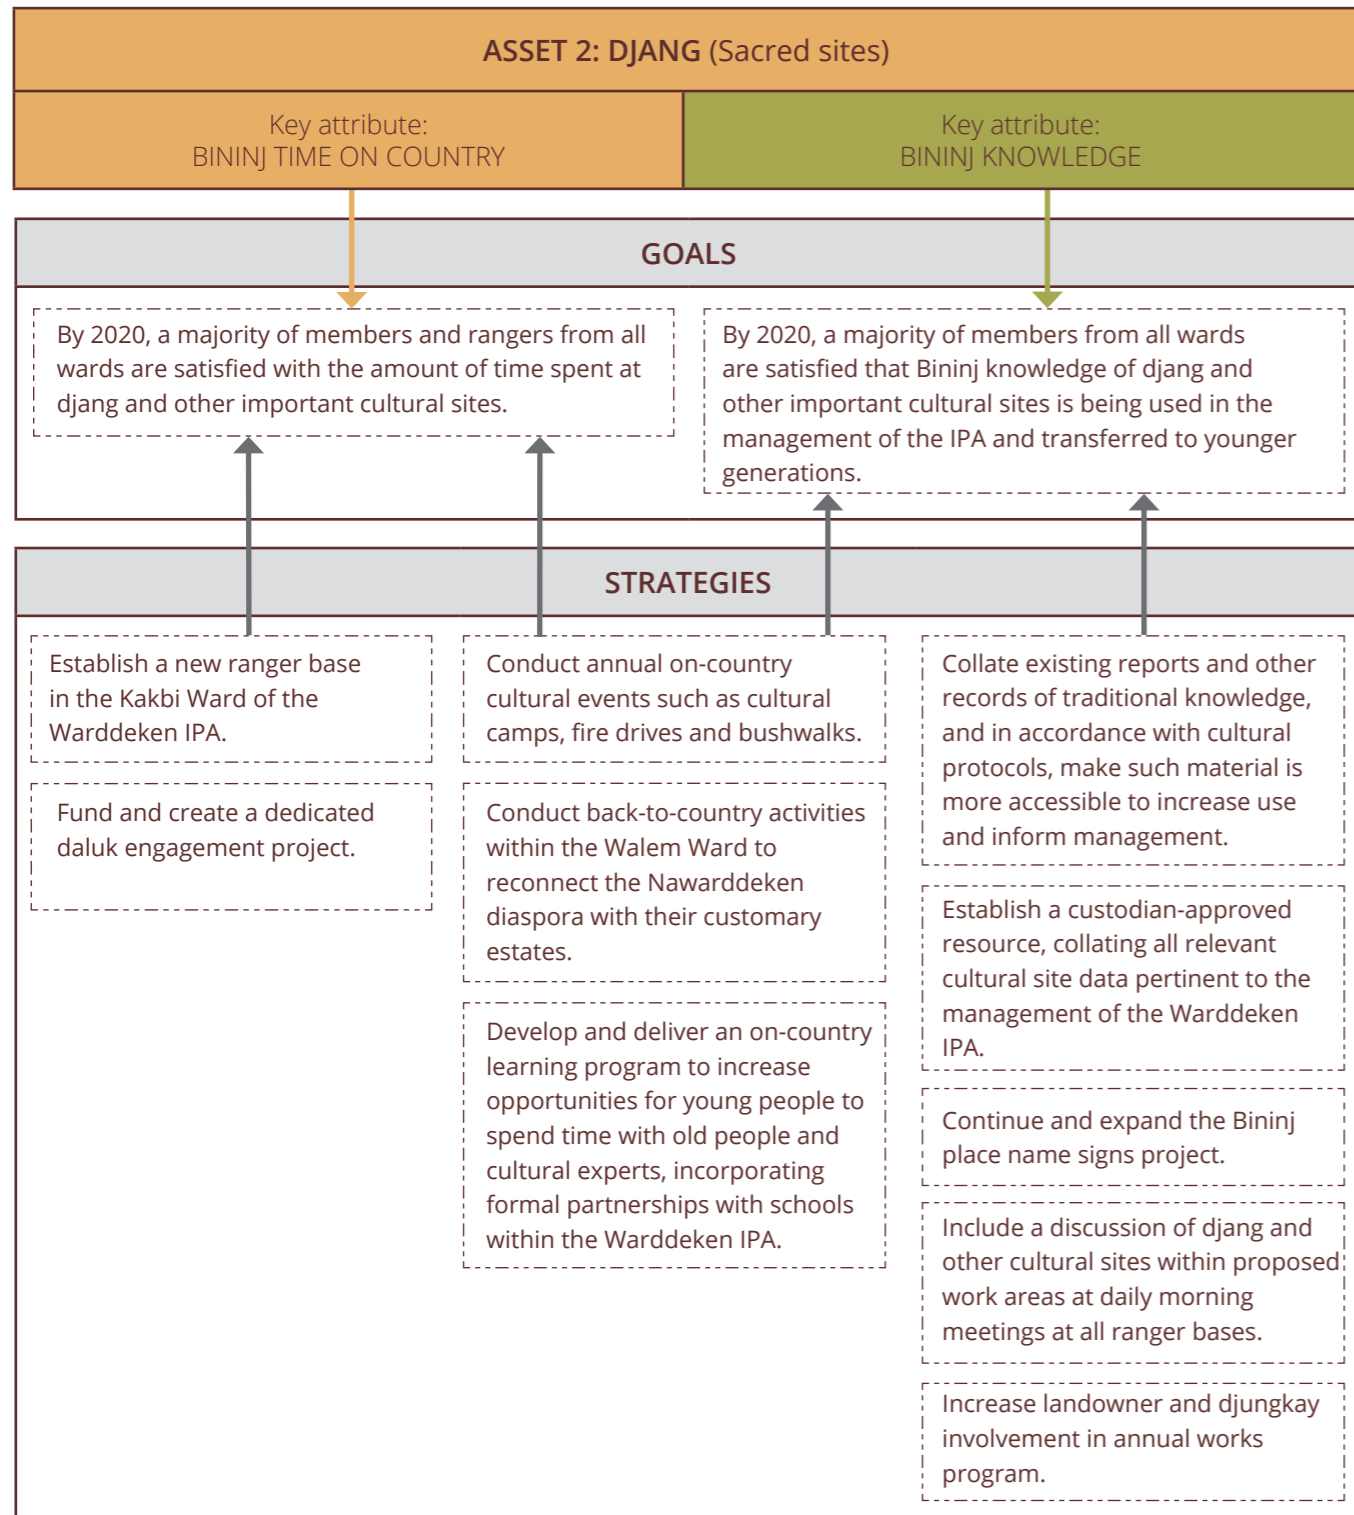 ASSET 2: DJANG (Sacred sites)
Key attribute:
BININJ TIME ON COUNTRY
Key attribute:
BININJ KNOWLEDGE
GOALS
By 2020, a majority of members and rangers from all
wards are satisfied with the amount of time spent at
djang and other important cultural sites.
By 2020, a majority of members from all wards
are satisfied that Bininj knowledge of djang and
other important cultural sites is being used in the
management of the IPA and transferred to younger
generations.
STRATEGIES
Establish a new ranger base
in the Kakbi Ward of the
Warddeken IPA.
Fund and create a dedicated
daluk engagement project.
Conduct annual on-country
cultural events such as cultural
camps, fire drives and bushwalks.
Conduct back-to-country activities
within the Walem Ward to
reconnect the Nawarddeken
diaspora with their customary
estates.
Develop and deliver an on-country
learning program to increase
opportunities for young people to
spend time with old people and
cultural experts, incorporating
formal partnerships with schools
within the Warddeken IPA.
Collate existing reports and other
records of traditional knowledge,
and in accordance with cultural
protocols, make such material is
more accessible to increase use
and inform management.
Establish a custodian-approved
resource, collating all relevant
cultural site data pertinent to the
management of the Warddeken
IPA.
Continue and expand the Bininj
place name signs project.
Include a discussion of djang and
other cultural sites within proposed
work areas at daily morning
meetings at all ranger bases.
Increase landowner and djungkay
involvement in annual works
program.